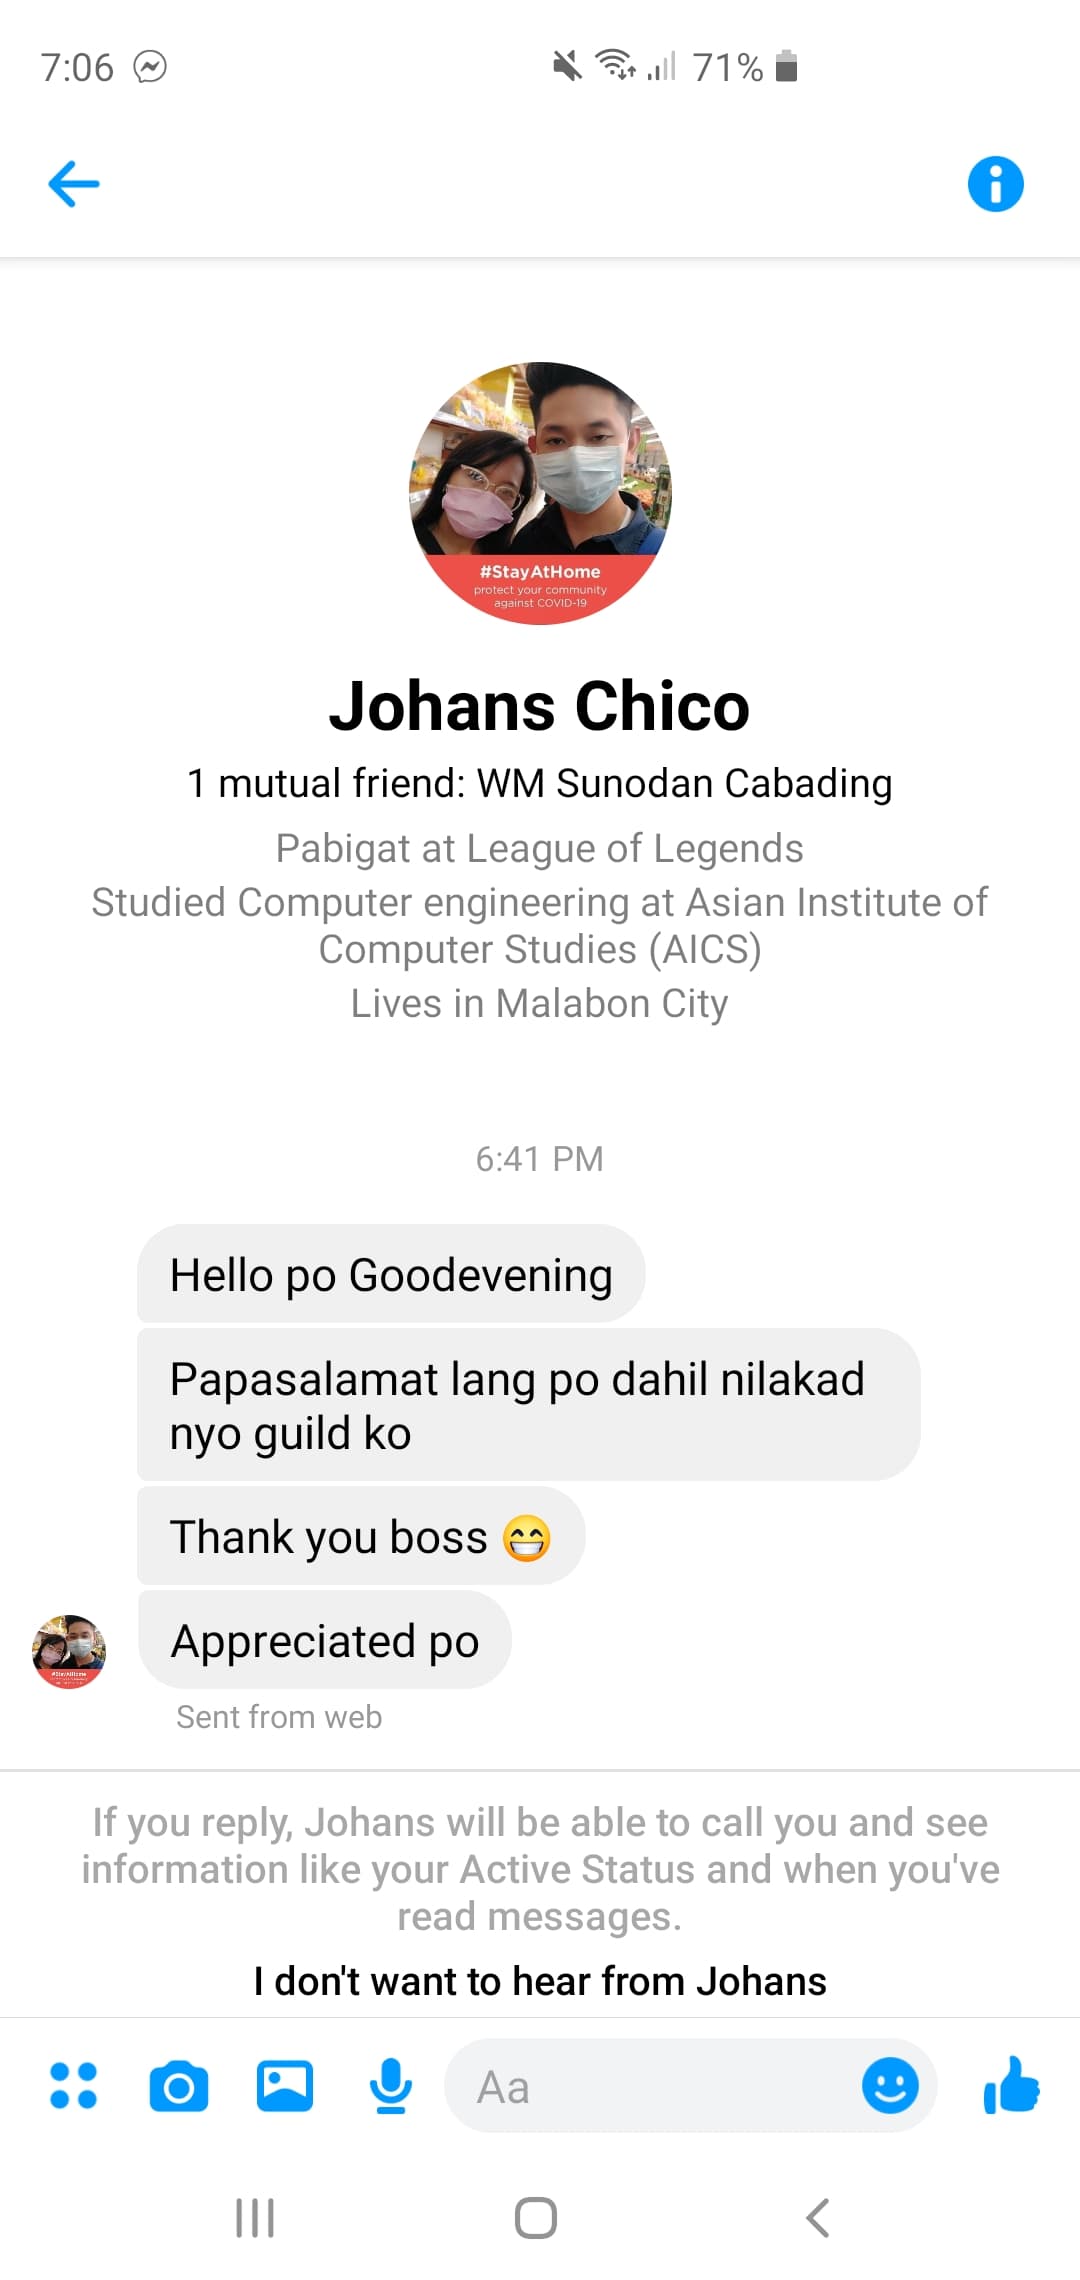 7:06
71%
#StayAtHome
protect your community
against COVID-19
Johans Chico
1 mutual friend: WM Sunodan Cabading
Pabigat at League of Legends
Studied Computer engineering at Asian Institute of
Computer Studies (AICS)
Lives in Malabon City
6:41 PM
Hello po Goodevening
Papasalamat lang po dahil nilakad
nyo guild ko
Thank you boss 😁
Appreciated po
#StayAtHome
Sent from web
If you reply, Johans will be able to call you and see
information like your Active Status and when you've
read messages.
I don't want to hear from Johans
Aa